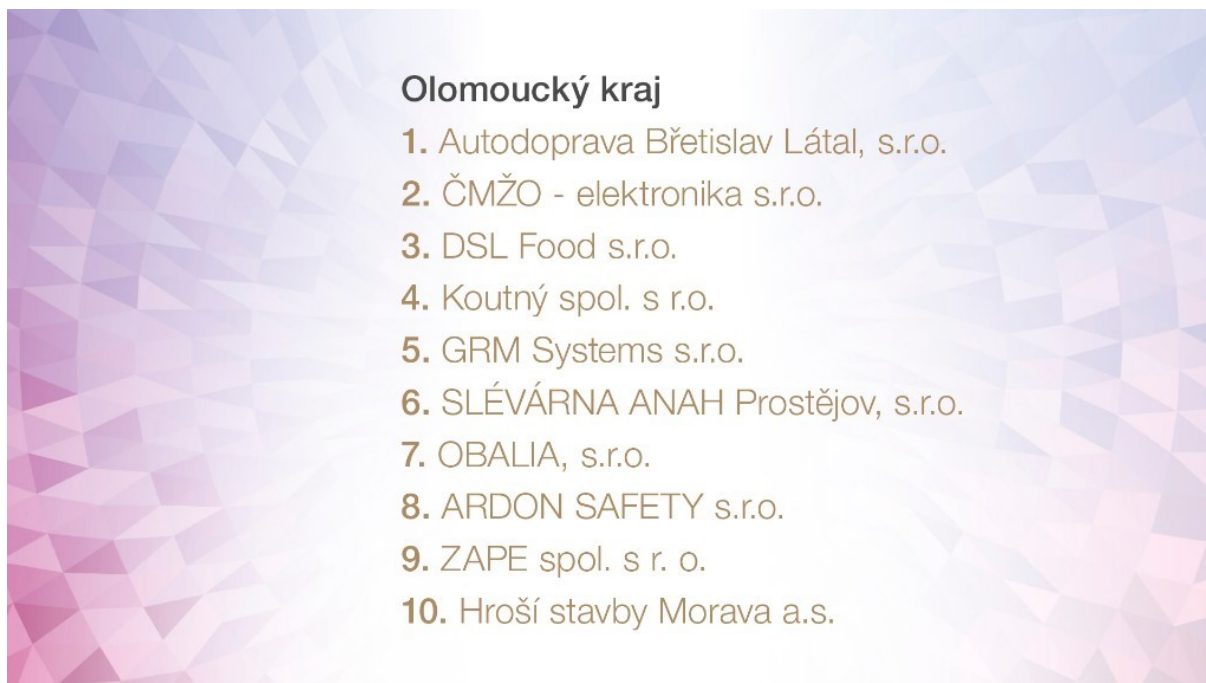 Olomoucký kraj
1. Autodoprava Břetislav Látal, s.r.o.
2. ČMŽO - elektronika s.r.o.
3. DSL Food s.r.o.
4. Koutný spol. s r.o.
5. GRM Systems s.r.o.
6. SLÉVÁRNA ANAH Prostějov, s.r.o.
7. OBALIA, s.r.o.
8. ARDON SAFETY s.r.o.
9. ZAPE spol. s r. o.
10. Hroší stavby Morava a.s.